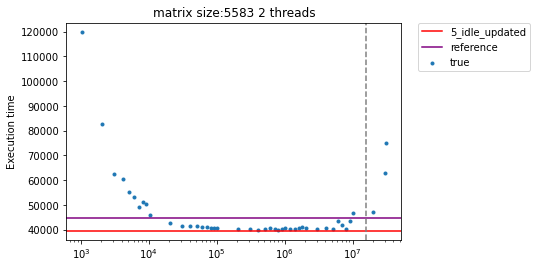 matrix size:5583 2 threads
120000
110000
100000
90000
80000
70000
60000
50000
40000
Execution time
10³
10⁴
10⁵
10⁶
10⁷
5_idle_updated
reference
true